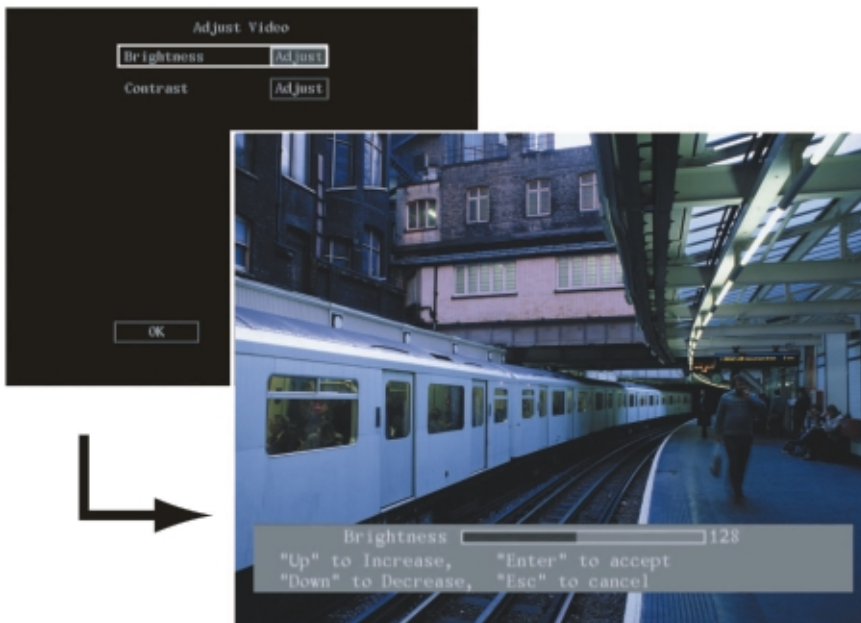 Adjust Video
Brightness Adjust
Contrast Adjust
OK
Brightness 128
"Up" to Increase, "Enter" to accept
"Down" to Decrease, "Esc" to cancel